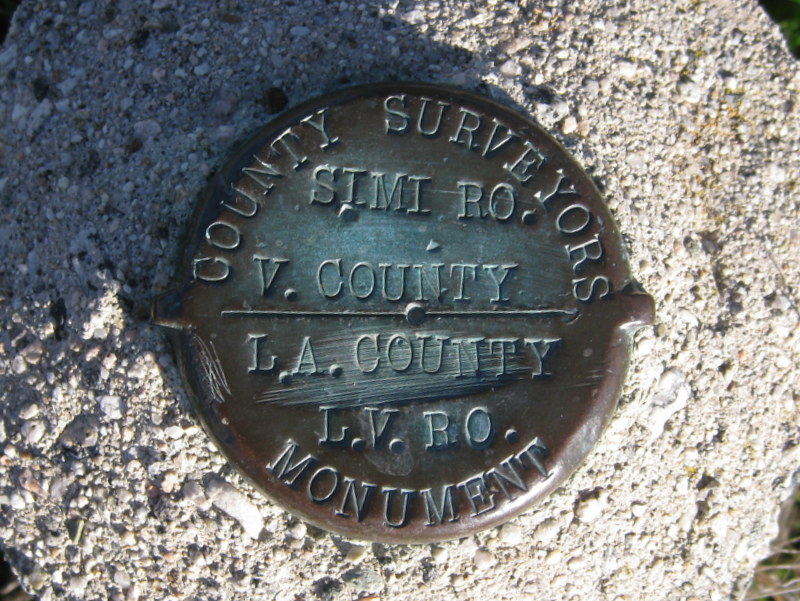 COUNTY SURVEYORS
SIMI RO.
V. COUNTY
L.A. COUNTY
L.V. RO.
MONUMENT